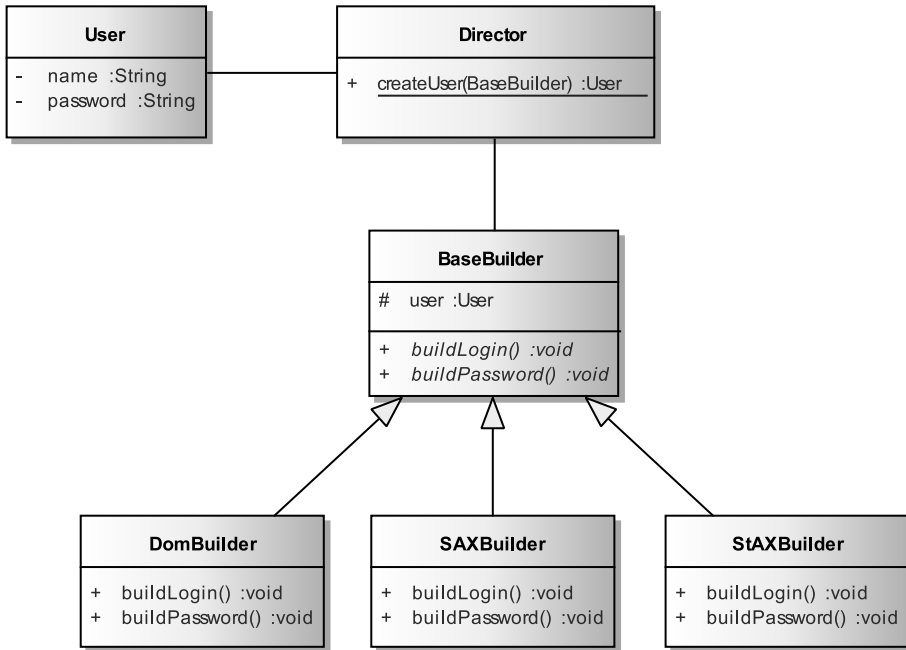 User
- name :String
- password :String
Director
+ createUser(BaseBuilder) :User
BaseBuilder
# user :User
+ buildLogin() :void
+ buildPassword() :void
DomBuilder
+ buildLogin() :void
+ buildPassword() :void
SAXBuilder
+ buildLogin() :void
+ buildPassword() :void
StAXBuilder
+ buildLogin() :void
+ buildPassword() :void